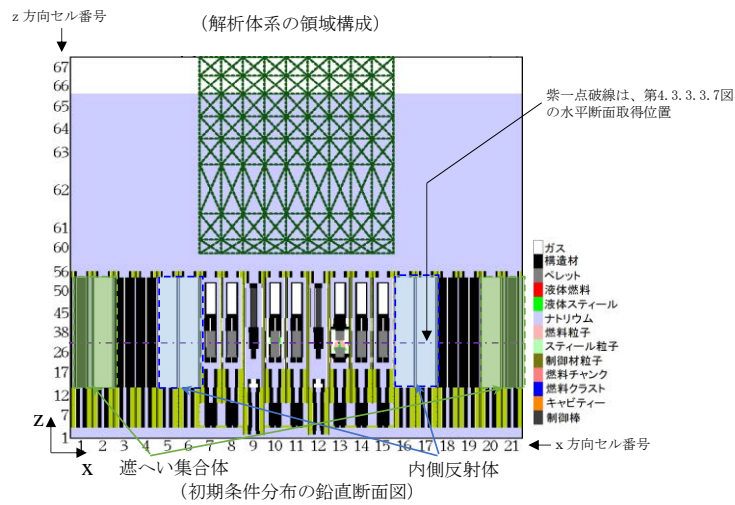 z 方向セル番号
(解析体系の領域構成)
67
66
65
64
63
62
61
60
56
50
45
38
32
26
17
12
7
1
紫一点破線は、第4.3.3.3.7図
の水平断面取得位置
ガス
構造材
ペレット
液体燃料
液体スティール
ナトリウム
燃料粒子
スティール粒子
制御材粒子
燃料チャンク
燃料クラスト
キャビティー
制御棒
Z
X
1 2 3 4 5 6 7 8 9 10 11 12 13 14 15 16 17 18 19 20 21
x 方向セル番号
遮へい集合体
内側反射体
(初期条件分布の鉛直断面図)